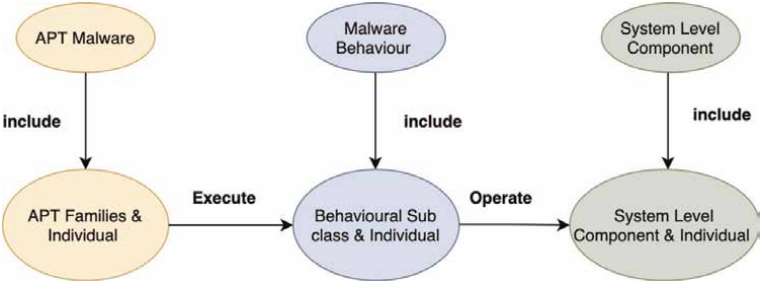 APT Malware
Malware
Behaviour
System Level
Component
include
include
include
APT Families &
Individual
Execute
Behavioural Sub
class & Individual
Operate
System Level
Component & Individual